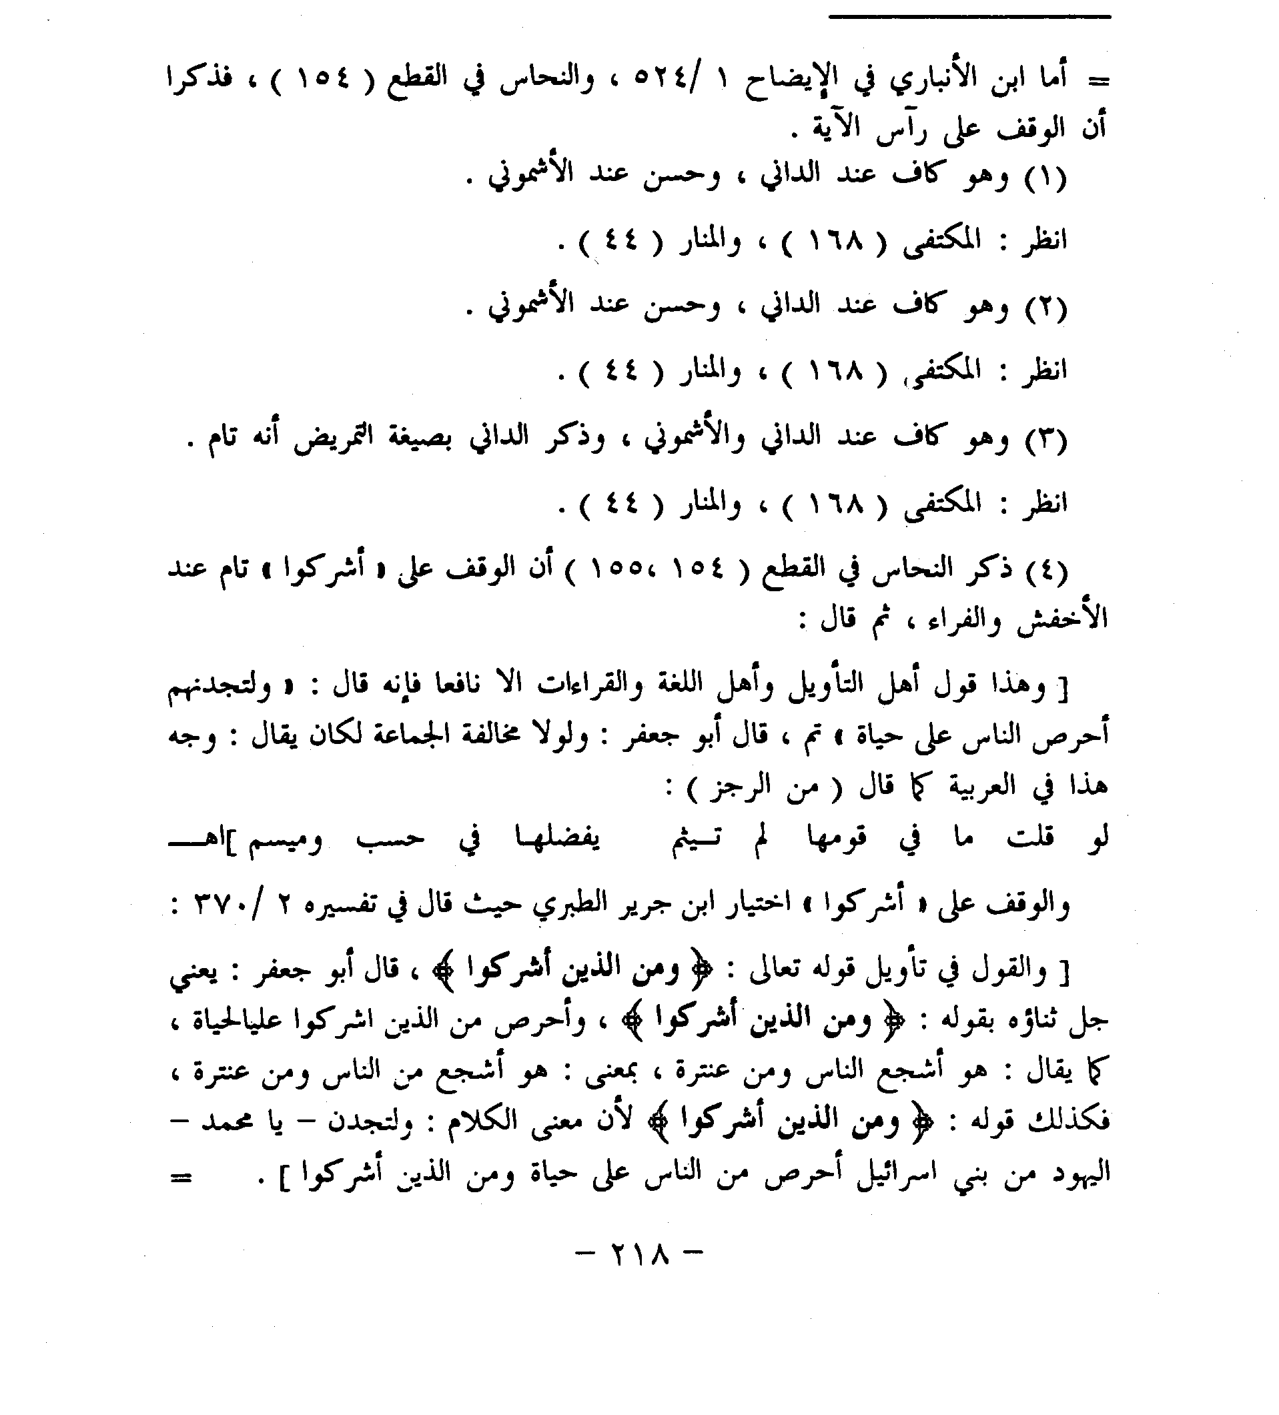 = أما ابن الأنباري في الإيضاح ١ /٥٢٤ ، والنحاس في القطع ( ١٥٤ ) ، فذكرا
أن الوقف على رآس الآية .
(١) وهو كاف عند الداني ، وحسن عند الأشموني .
انظر : المكتفى ( ١٦٨ ) ، والمنار ( ٤٤ ) .
(٢) وهو كاف عند الداني ، وحسن عند الأشموني .
انظر : المكتفى ( ١٦٨ ) ، والمنار ( ٤٤ ) .
(٣) وهو كاف عند الداني والأشموني ، وذكر الداني بصيغة التمريض أنه تام .
انظر : المكتفى ( ١٦٨ ) ، والمنار ( ٤٤ ) .
(٤) ذكر النحاس في القطع ( ١٥٤ ،١٥٥ ) أن الوقف على « أشركوا » تام عند
الأخفش والفراء ، ثم قال :
[ وهذا قول أهل التأويل وأهل اللغة والقراءات الا نافعا فإنه قال : « ولتجدنهم
أحرص الناس على حياة » تم ، قال أبو جعفر : ولولا مخالفة الجماعة لكان يقال : وجه
هذا في العربية كما قال ( من الرجز ) :
لو قلت ما في قومها لم تـيثم يفضلهـا في حسب وميسم ]اهـــ
والوقف على « أشركوا » اختيار ابن جرير الطبري حيث قال في تفسيره ٢ /٣٧٠ :
[ والقول في تأويل قوله تعالى : ﴿ ومن الذين أشركوا ﴾ ، قال أبو جعفر : يعني
جل ثناؤه بقوله : ﴿ ومن الذين أشركوا ﴾ ، وأحرص من الذين اشركوا عليالحياة ،
كما يقال : هو أشجع الناس ومن عنترة ، بمعنى : هو أشجع من الناس ومن عنترة ،
فكذلك قوله : ﴿ ومن الذين أشركوا ﴾ لأن معنى الكلام : ولتجدن – يا محمد –
اليهود من بني اسرائيل أحرص من الناس على حياة ومن الذين أشركوا ] . =
– ٢١٨ –